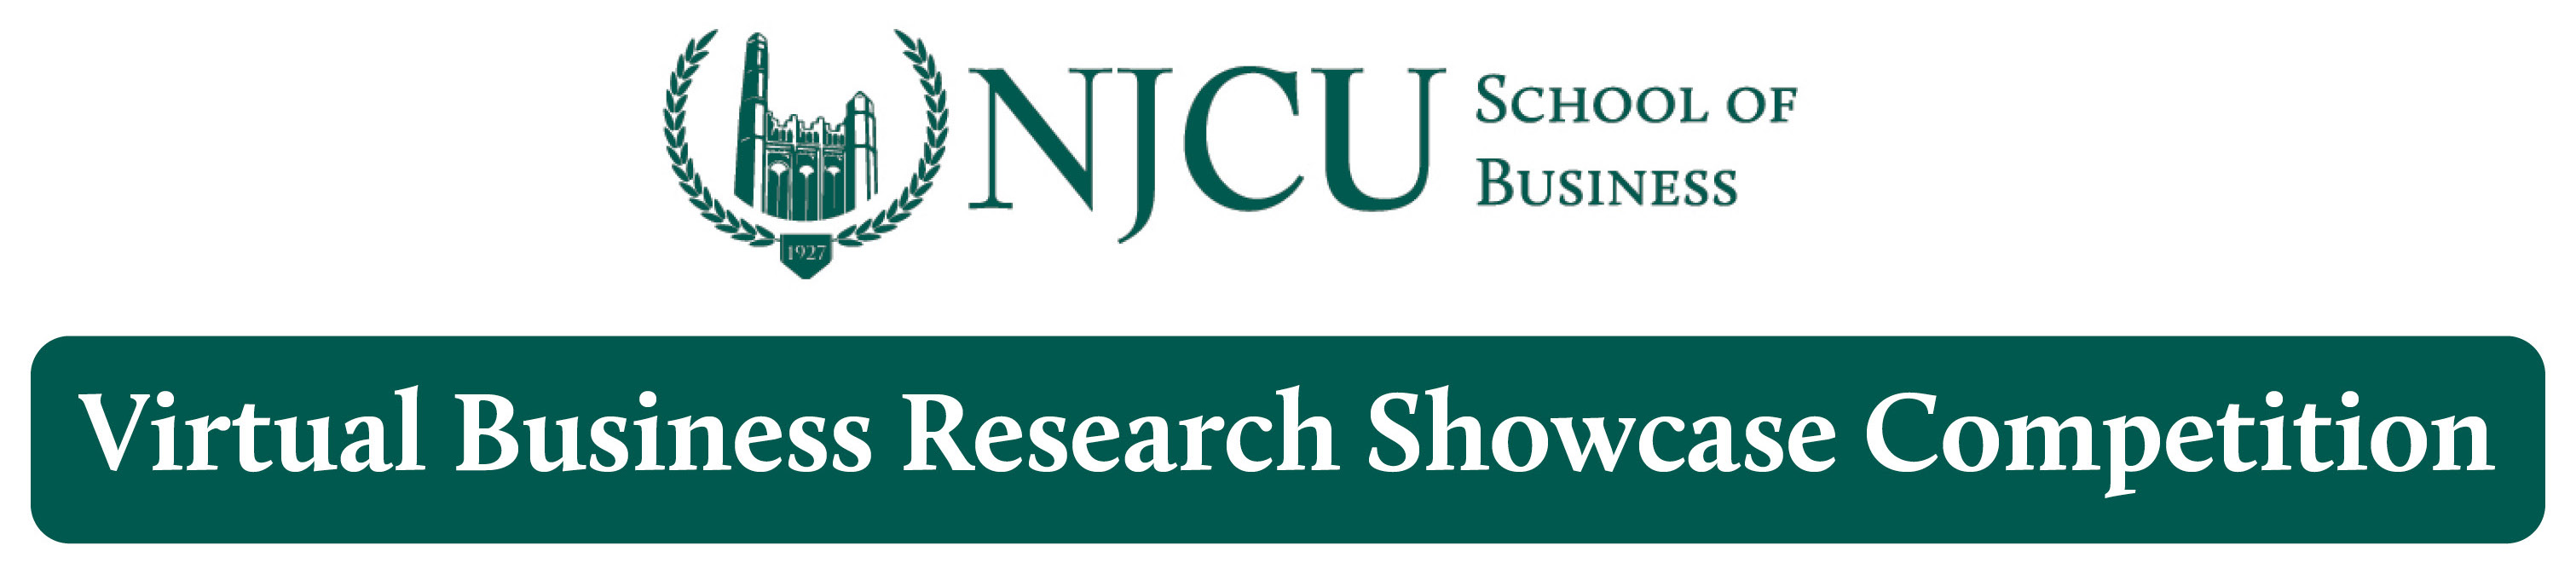 NJCU
SCHOOL OF
BUSINESS
1927
Virtual Business Research Showcase Competition